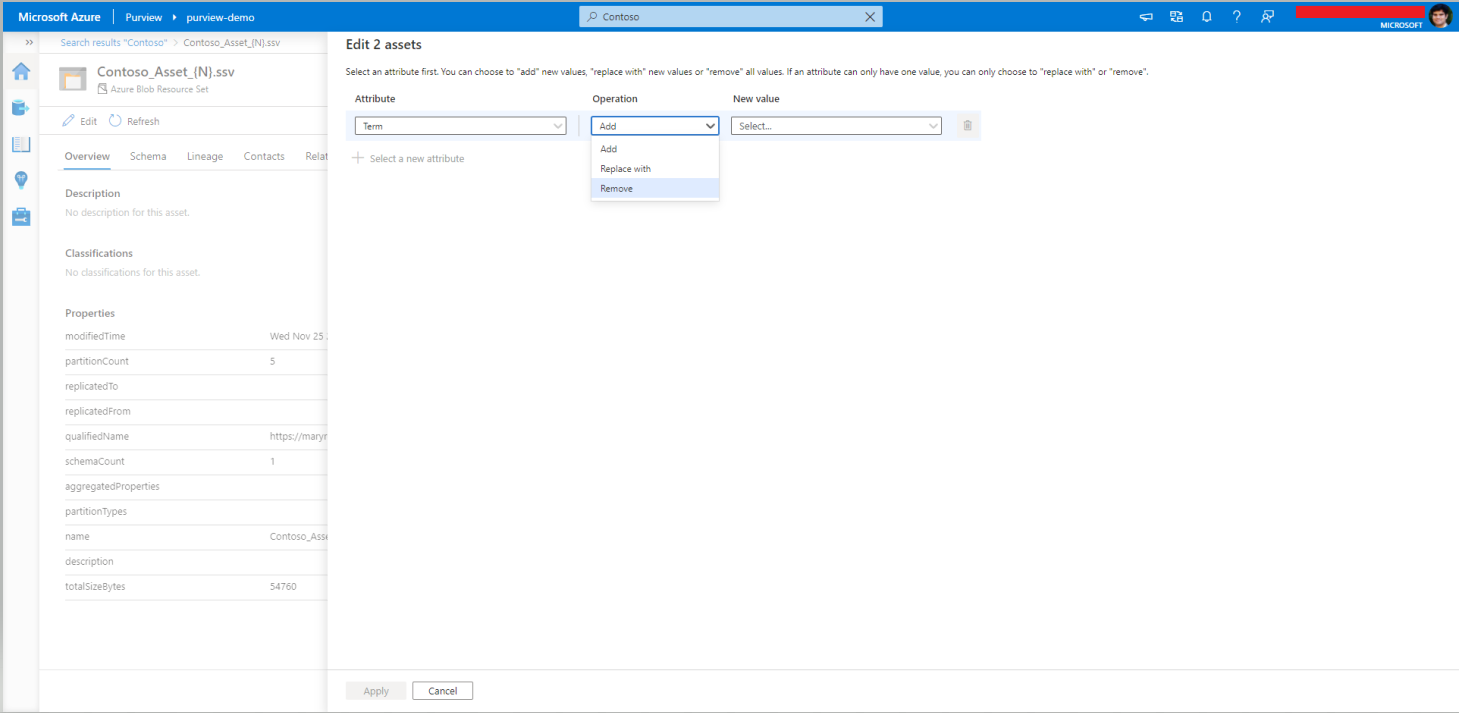 Microsoft Azure Purview purview-demo Contoso
MICROSOFT
Search results "Contoso" > Contoso_Asset_{N}.ssv
Contoso_Asset_{N}.ssv
Azure Blob Resource Set
Edit Refresh
Overview Schema Lineage Contacts Relat
Description
No description for this asset.
Classifications
No classifications for this asset.
Properties
modifiedTime Wed Nov 25
partitionCount 5
replicatedTo
replicatedFrom
qualifiedName https://maryr
schemaCount 1
aggregatedProperties
partitionTypes
name Contoso_Asse
description
totalSizeBytes 54760
Edit 2 assets
Select an attribute first. You can choose to "add" new values, "replace with" new values or "remove" all values. If an attribute can only have one value, you can only choose to "replace with" or "remove".
Attribute Operation New value
Term Add Select...
Add
Replace with
Remove
Select a new attribute
Apply Cancel